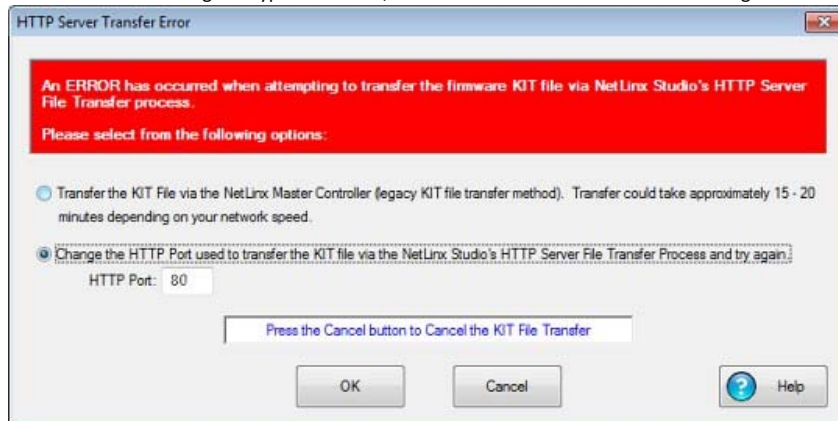 HTTP Server Transfer Error
An ERROR has occurred when attempting to transfer the firmware KIT file via NetLinx Studio's HTTP Server
File Transfer process.
Please select from the following options:
Transfer the KIT File via the NetLinx Master Controller (legacy KIT file transfer method). Transfer could take approximately 15 - 20
minutes depending on your network speed.
Change the HTTP Port used to transfer the KIT file via the NetLinx Studio's HTTP Server File Transfer Process and try again.
HTTP Port: 80
Press the Cancel button to Cancel the KIT File Transfer
OK Cancel Help